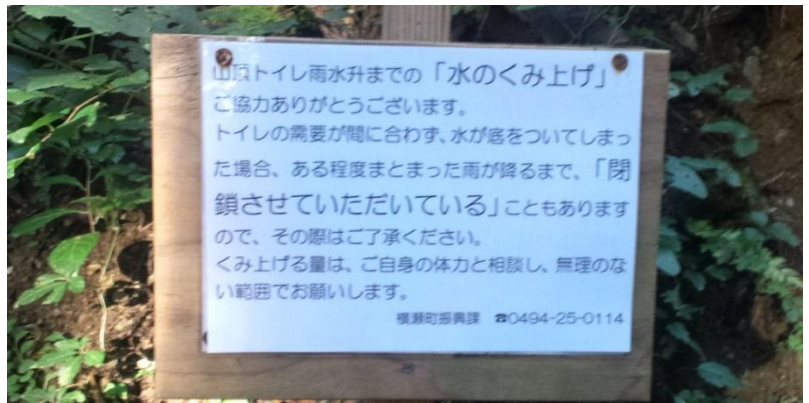 山頂トイレ雨水升までの「水のくみ上げ」
ご協力ありがとうございます。
トイレの需要が間に合わず、水が底をついてしまっ
た場合、ある程度まとまった雨が降るまで、「閉
鎖させていただいている」こともあります
ので、その際はご了承ください。
くみ上げる量は、ご自身の体力と相談し、無理のな
い範囲でお願いします。
横瀬町振興課 ☎0494-25-0114